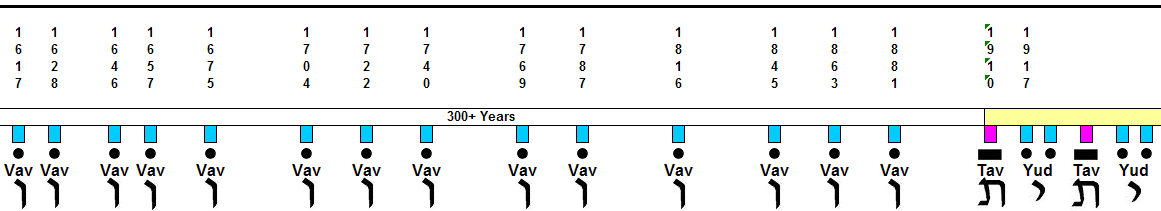 1617 1628 1646 1657 1675 1704 1722 1740 1769 1787 1816 1845 1863 1881 1910 1917
300+ Years
Vav Vav Vav Vav Vav Vav Vav Vav Vav Vav Vav Vav Vav Vav Tav Yud Tav Yud
ו ו ו ו ו ו ו ו ו ו ו ו ו ו ת י ת י